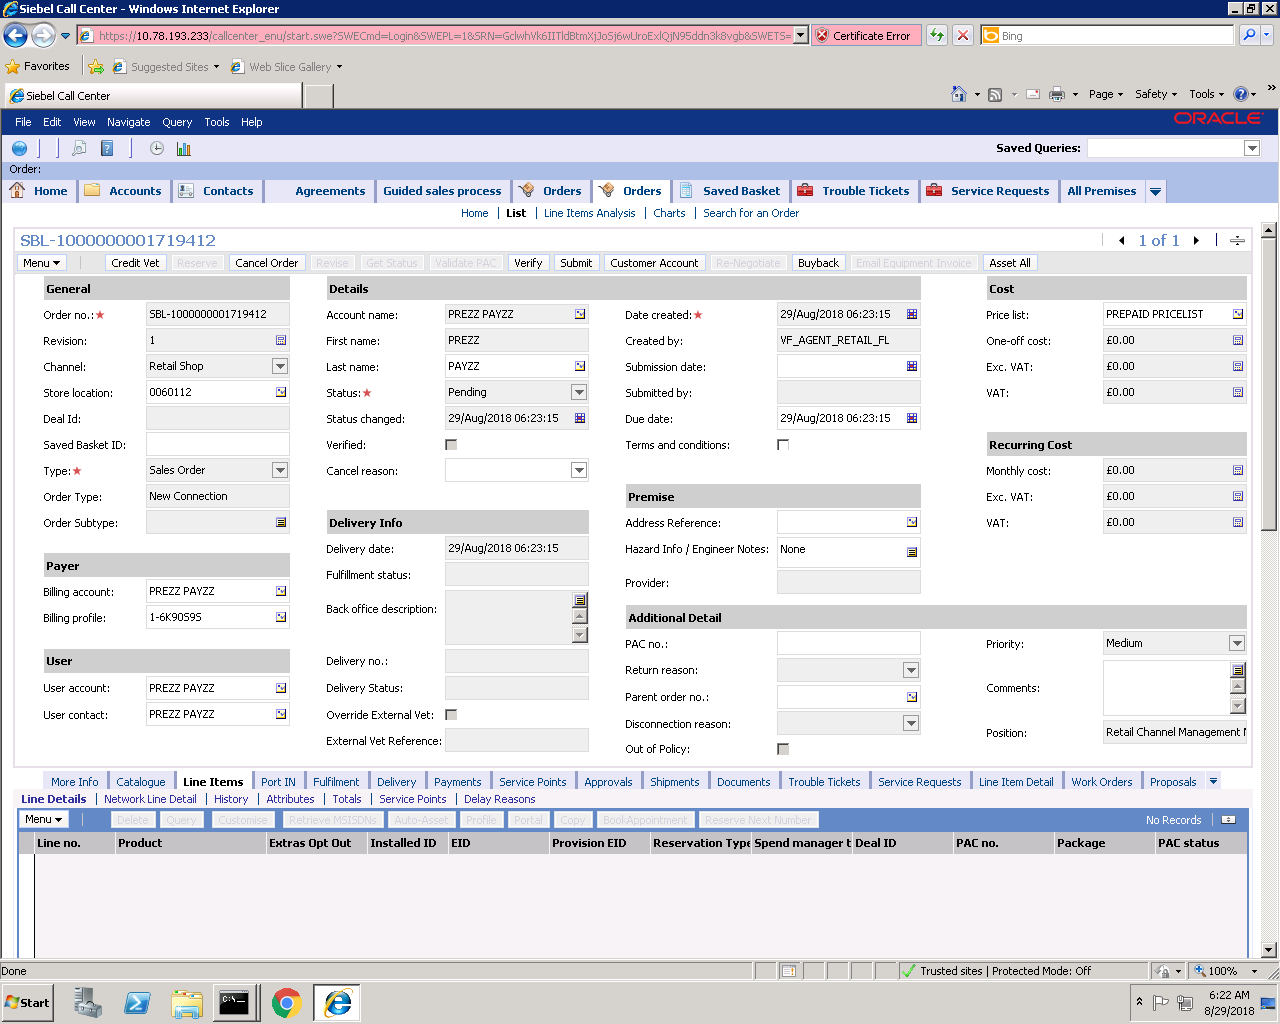 Siebel Call Center - Windows Internet Explorer
https://10.78.193.233/callcenter_enu/start.swe?SWECmd=Login&SWEPL=1&SRN= Certificate Error Bing
Favorites Suggested Sites Web Slice Gallery
Siebel Call Center Page Safety Tools »
File Edit View Navigate Query Tools Help ORACLE
Saved Queries:
Order:
Home Accounts Contacts Agreements Guided sales process Orders Orders Saved Basket Trouble Tickets Service Requests All Premises
Home List Line Items Analysis Charts Search for an Order
SBL-1000000001719412 1 of 1
Menu Credit Vet Reserve Cancel Order Revise Get Status Validate PAC Verify Submit Customer Account Re-Negotiate Buyback Email Equipment Invoice Asset All
General
Order no.: SBL-1000000001719412
Revision: 1
Channel: Retail Shop
Store location: 0060112
Deal Id:
Saved Basket ID:
Type: Sales Order
Order Type: New Connection
Order Subtype:
Payer
Billing account: PREZZ PAYZZ
Billing profile: 1-6K90S9S
User
User account: PREZZ PAYZZ
User contact: PREZZ PAYZZ
Details
Account name: PREZZ PAYZZ
First name: PREZZ
Last name: PAYZZ
Status: Pending
Status changed: 29/Aug/2018 06:23:15
Verified:
Cancel reason:
Delivery Info
Delivery date: 29/Aug/2018 06:23:15
Fulfillment status:
Back office description:
Delivery no.:
Delivery Status:
Override External Vet:
External Vet Reference:
Date created: 29/Aug/2018 06:23:15
Created by: VF_AGENT_RETAIL_FL
Submission date:
Submitted by:
Due date: 29/Aug/2018 06:23:15
Terms and conditions:
Premise
Address Reference:
Hazard Info / Engineer Notes: None
Provider:
Additional Detail
PAC no.:
Return reason:
Parent order no.:
Disconnection reason:
Out of Policy:
Cost
Price list: PREPAID PRICELIST
One-off cost: £0.00
Exc. VAT: £0.00
VAT: £0.00
Recurring Cost
Monthly cost: £0.00
Exc. VAT: £0.00
VAT: £0.00
Priority: Medium
Comments:
Position: Retail Channel Management
More Info Catalogue Line Items Port IN Fulfilment Delivery Payments Service Points Approvals Shipments Documents Trouble Tickets Service Requests Line Item Detail Work Orders Proposals
Line Details Network Line Detail History Attributes Totals Service Points Delay Reasons
Menu Delete Query Customise Retrieve MSISDNs Auto-Asset Profile Portal Copy BookAppointment Reserve Next Number No Records
Line no. Product Extras Opt Out Installed ID EID Provision EID Reservation Type Spend manager t Deal ID PAC no. Package PAC status
Done Trusted sites | Protected Mode: Off 100%
Start 6:22 AM
8/29/2018